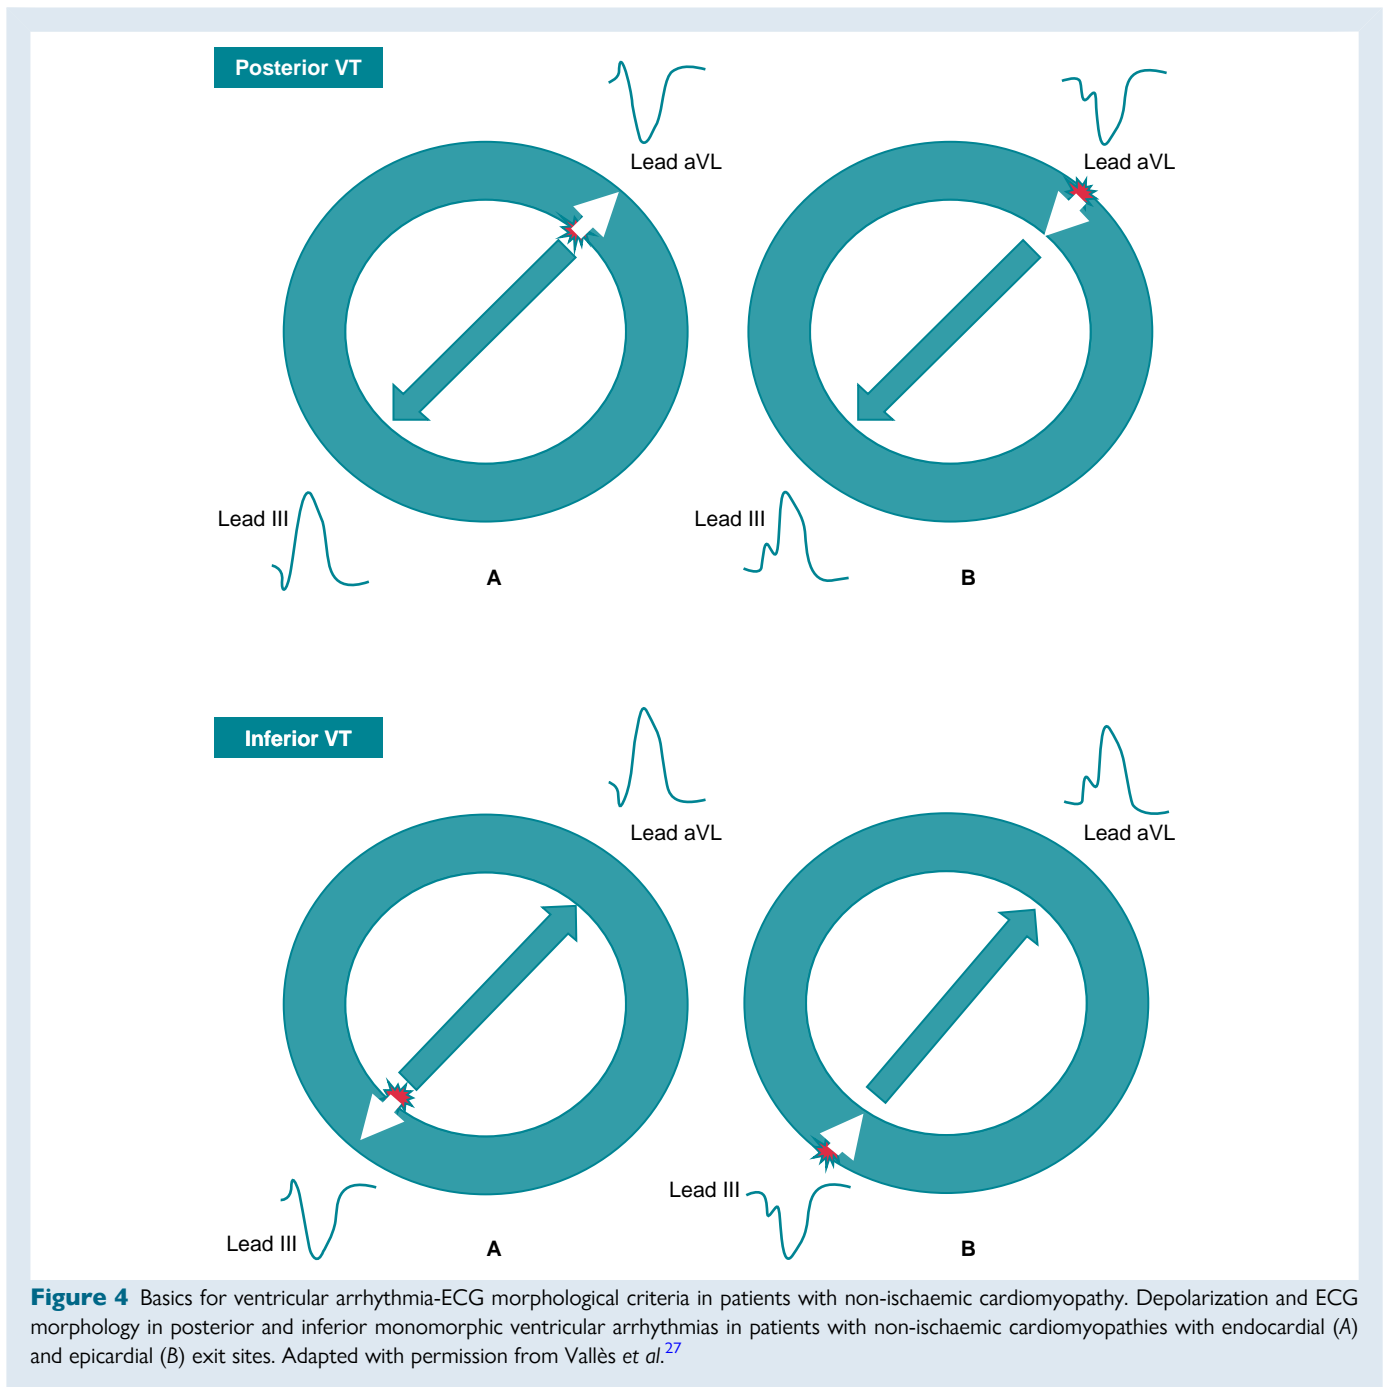 Posterior VT
Lead aVL
Lead aVL
Lead III
Lead III
A
B
Inferior VT
Lead aVL
Lead aVL
Lead III
Lead III
A
B
Figure 4 Basics for ventricular arrhythmia-ECG morphological criteria in patients with non-ischaemic cardiomyopathy. Depolarization and ECG
morphology in posterior and inferior monomorphic ventricular arrhythmias in patients with non-ischaemic cardiomyopathies with endocardial (A)
and epicardial (B) exit sites. Adapted with permission from Vallès et al.27